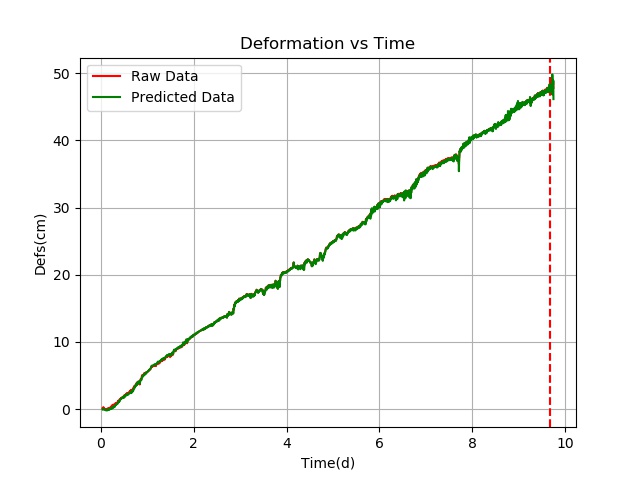 Deformation vs Time
Raw Data
Predicted Data
Defs(cm)
50
40
30
20
10
0
0 2 4 6 8 10
Time(d)